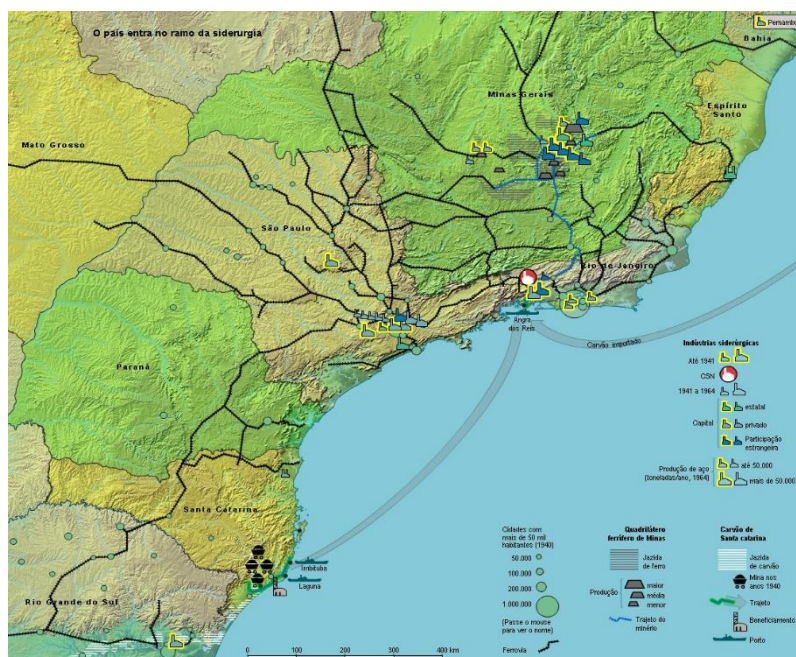 O país entra no ramo da siderurgia
Pernambu
Bahia
Minas Gerais
Espírito
Santo
Mato Grosso
São Paulo
Rio de Janeiro
Angra
dos Reis
Carvão importado
Paraná
Santa Catarina
Imbituba
Laguna
Rio Grande do Sul
0 100 200 300 400 km
Indústrias siderúrgicas
Até 1941
CSN
1941 a 1964
Capital
estatal
privado
Participação
estrangeira
Produção de aço
(toneladas/ano, 1964)
até 50.000
mais de 50.000
Cidades com
mais de 50 mil
habitantes (1940)
50.000
100.000
200.000
1.000.000
(Passe o mouse
para ver o nome)
Ferrovia
Quadrilátero
ferrífero de Minas
Jazida
de ferro
Produção
maior
média
menor
Trajeto do
minério
Carvão de
Santa catarina
Jazida
de carvão
Mina nos
anos 1940
Trajeto
Beneficiamento
Porto